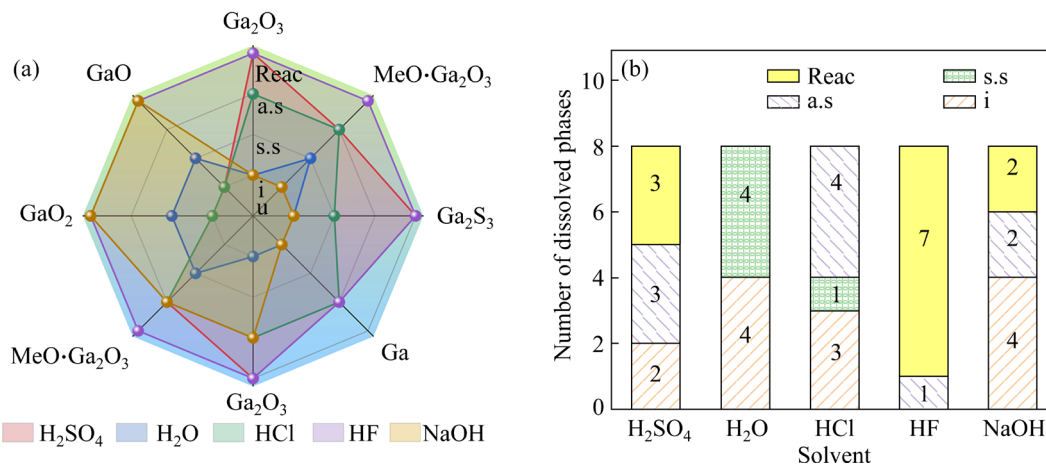 (a)
Ga₂O₃
GaO
MeO·Ga₂O₃
Reac
a.s
s.s
i
u
GaO₂
Ga₂S₃
MeO·Ga₂O₃
Ga
Ga₂O₃
H₂SO₄ H₂O HCl HF NaOH
(b)
Reac s.s
a.s i
Number of dissolved phases
10
8
6
4
2
0
3
3
2
4
4
4
1
3
7
1
2
2
4
H₂SO₄ H₂O HCl HF NaOH
Solvent